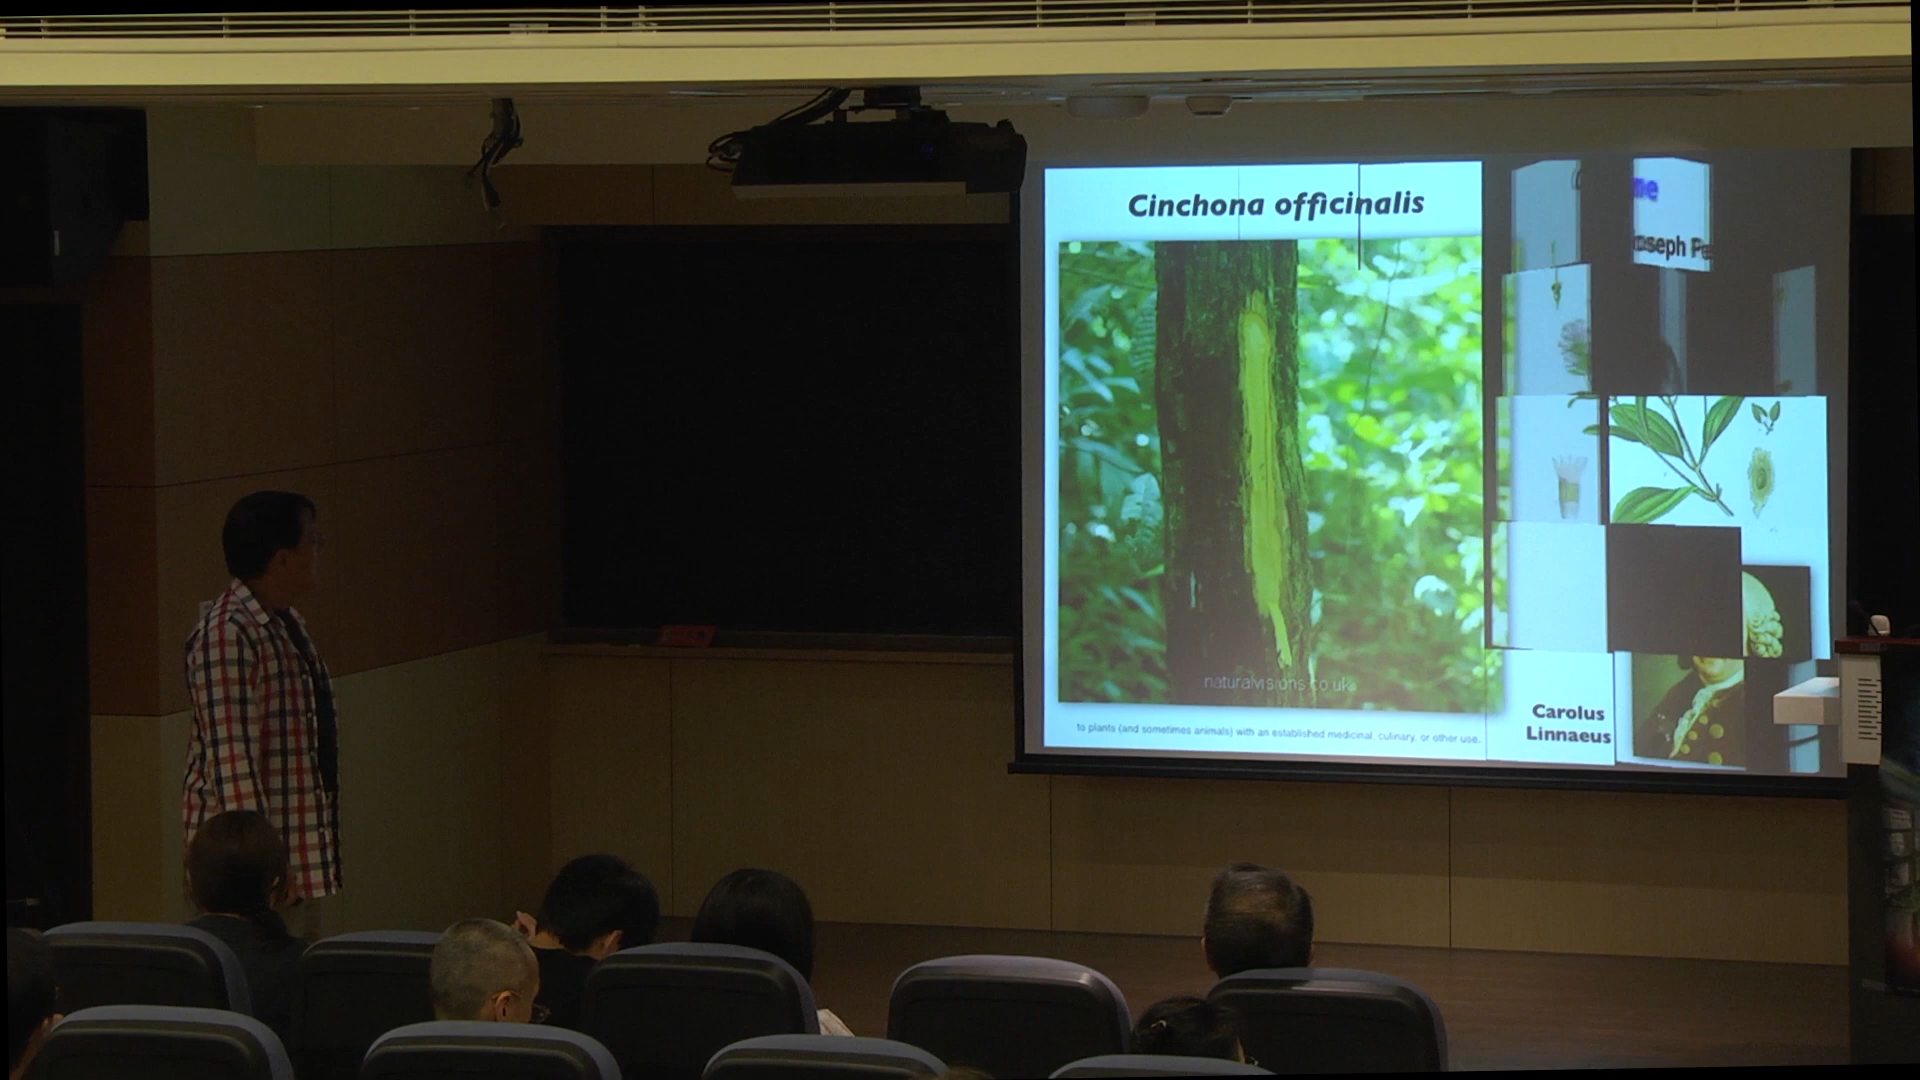 Cinchona officinalis
naturalvisions.co.uk
to plants (and sometimes animals) with an established medicinal, culinary, or other use.
Carolus
Linnaeus